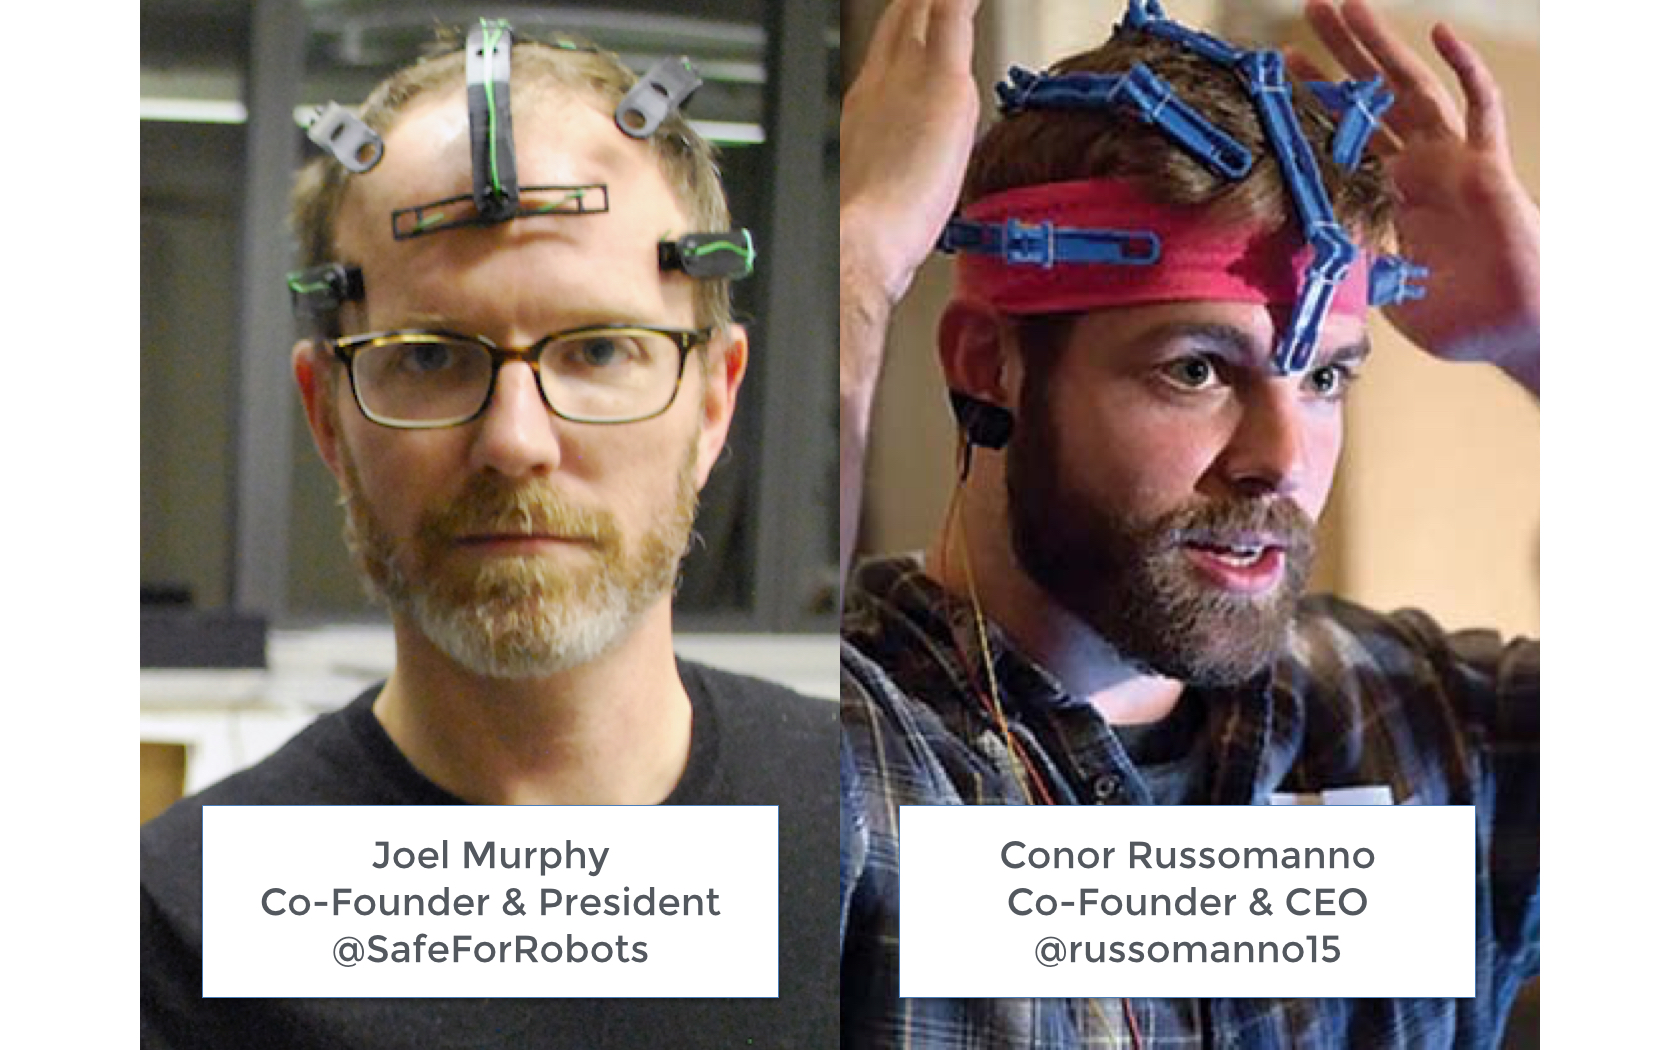 Joel Murphy
Co-Founder & President
@SafeForRobots
Conor Russomanno
Co-Founder & CEO
@russomanno15